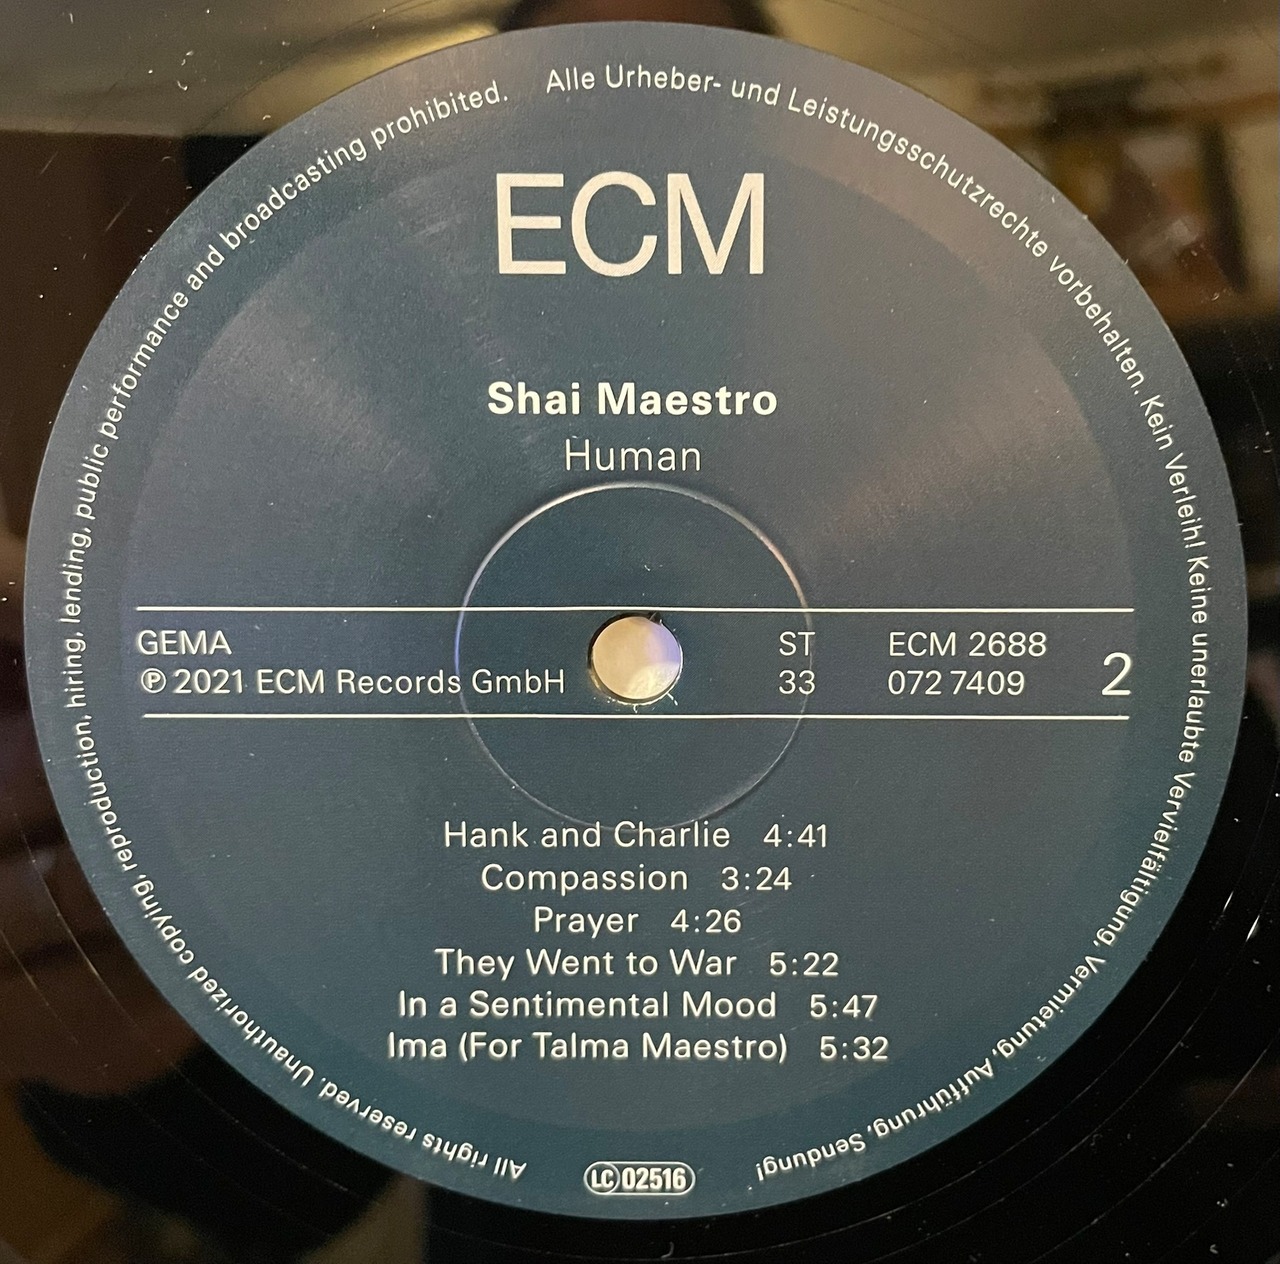 All rights reserved. Unauthorized copying, reproduction, hiring, lending, public performance and broadcasting prohibited.
Alle Urheber- und Leistungsschutzrechte vorbehalten. Kein Verleih! Keine unerlaubte Vervielfältigung, Vermietung, Aufführung, Sendung!
ECM
Shai Maestro
Human
GEMA ST ECM 2688
℗ 2021 ECM Records GmbH 33 072 7409 2
Hank and Charlie 4:41
Compassion 3:24
Prayer 4:26
They Went to War 5:22
In a Sentimental Mood 5:47
Ima (For Talma Maestro) 5:32
LC 02516